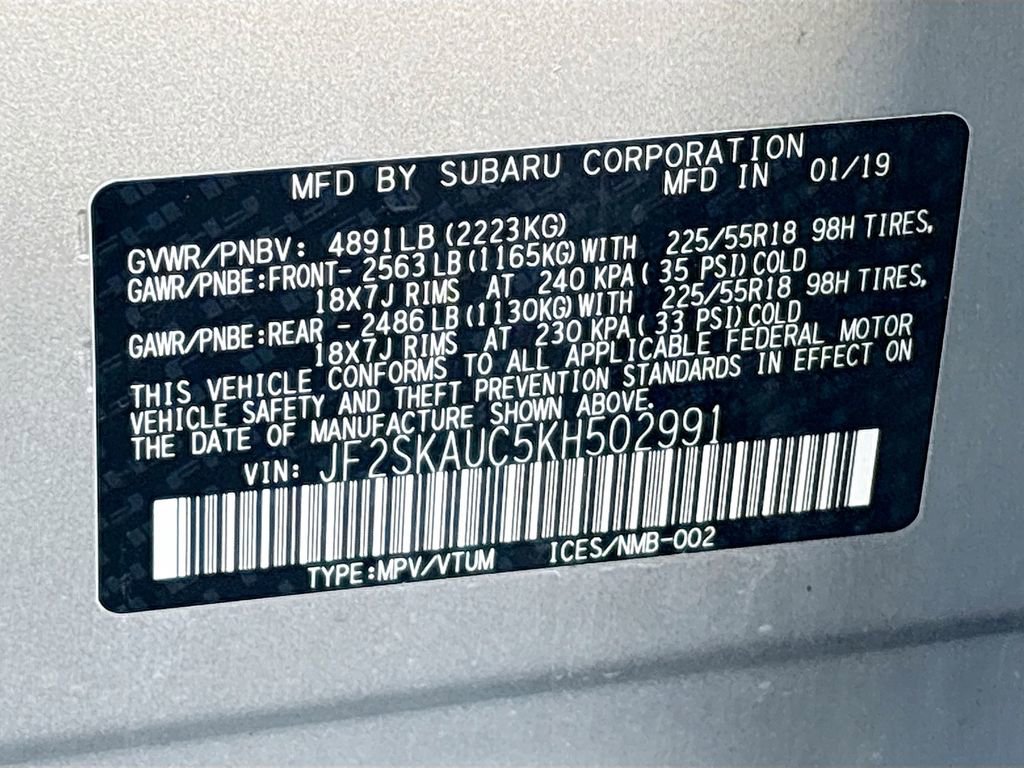 MFD BY SUBARU CORPORATION
MFD IN 01/19
GVWR/PNBV: 4891LB (2223KG)
GAWR/PNBE:FRONT- 2563 LB (1165KG) WITH 225/55R18 98H TIRES,
18X7J RIMS AT 240 KPA( 35 PSI)COLD
GAWR/PNBE:REAR - 2486 LB (1130KG) WITH 225/55R18 98H TIRES,
18X7J RIMS AT 230 KPA( 33 PSI)COLD
THIS VEHICLE CONFORMS TO ALL APPLICABLE FEDERAL MOTOR
VEHICLE SAFETY AND THEFT PREVENTION STANDARDS IN EFFECT ON
THE DATE OF MANUFACTURE SHOWN ABOVE.
VIN: JF2SKAUC5KH502991
TYPE:MPV/VTUM ICES/NMB-002